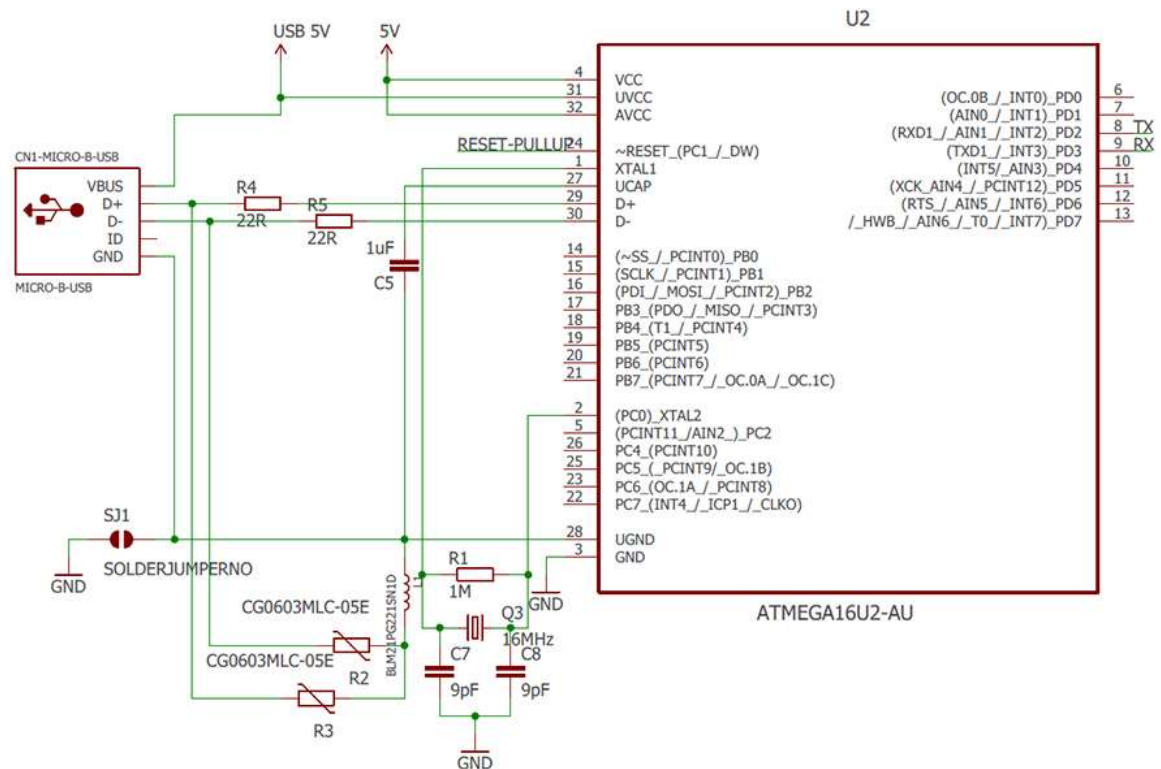 U2
USB 5V
5V
4
VCC
31
UVCC
32
AVCC
RESET-PULLUP
24
~RESET_(PC1_/_DW)
1
XTAL1
27
UCAP
29
D+
30
D-
14
(~SS_/_PCINT0)_PB0
15
(SCLK_/_PCINT1)_PB1
16
(PDI_/_MOSI_/_PCINT2)_PB2
17
PB3_(PDO_/_MISO_/_PCINT3)
18
PB4_(T1_/_PCINT4)
19
PB5_(PCINT5)
20
PB6_(PCINT6)
21
PB7_(PCINT7_/_OC.0A_/_OC.1C)
2
(PC0)_XTAL2
5
(PCINT11_/AIN2_)_PC2
26
PC4_(PCINT10)
25
PC5_(_PCINT9/_OC.1B)
23
PC6_(OC.1A_/_PCINT8)
22
PC7_(INT4_/_ICP1_/_CLKO)
28
UGND
3
GND
(OC.0B_/_INT0)_PD0
6
(AIN0_/_INT1)_PD1
7
(RXD1_/_AIN1_/_INT2)_PD2
8
TX
(TXD1_/_INT3)_PD3
9
RX
(INT5/_AIN3)_PD4
10
(XCK_AIN4_/_PCINT12)_PD5
11
(RTS_/_AIN5_/_INT6)_PD6
12
/_HWB_/_AIN6_/_T0_/_INT7)_PD7
13
ATMEGA16U2-AU
CN1-MICRO-B-USB
VBUS
D+
D-
ID
GND
MICRO-B-USB
R4
22R
R5
22R
1uF
C5
SJ1
SOLDERJUMPERNO
GND
L1
BLM21PG221SN1D
CG0603MLC-05E
R2
CG0603MLC-05E
R3
R1
1M
GND
Q3
16MHz
C7
9pF
C8
9pF
GND